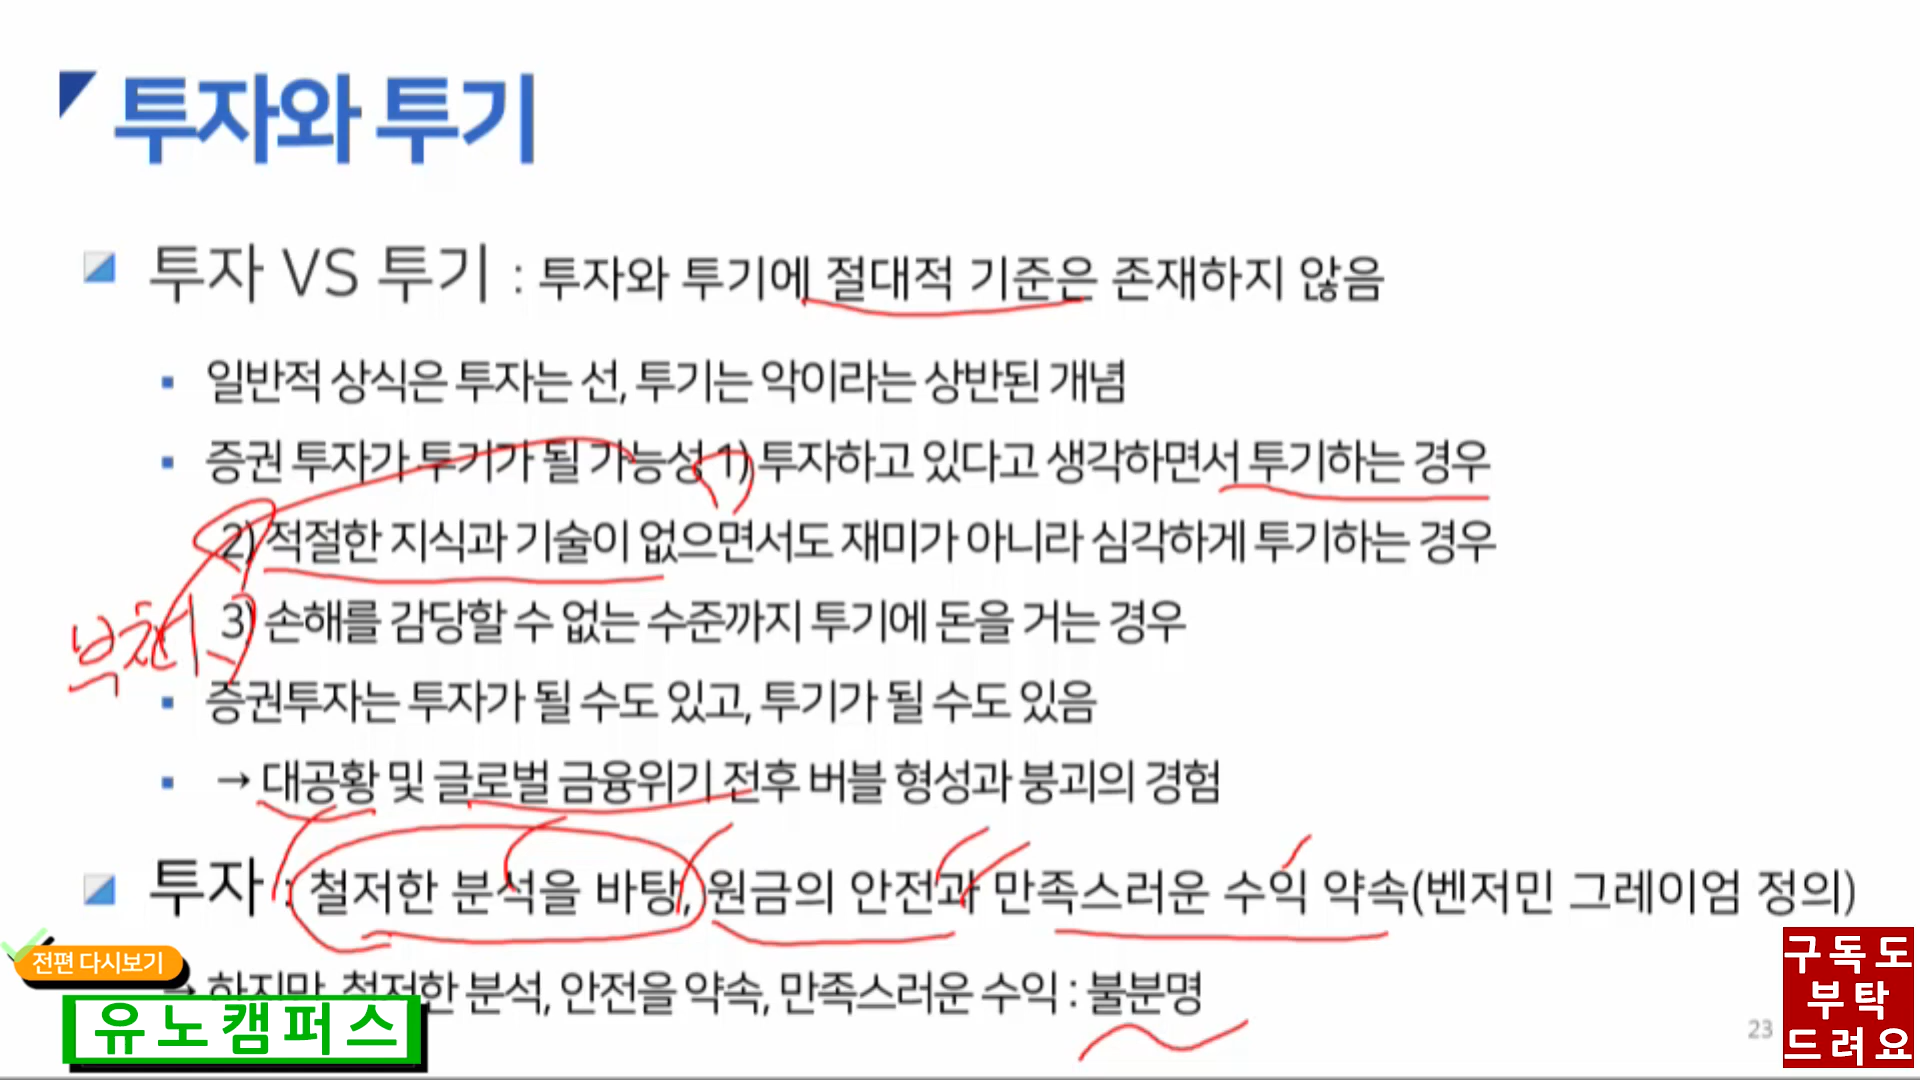 투자와 투기
투자 VS 투기 : 투자와 투기에 절대적 기준은 존재하지 않음
일반적 상식은 투자는 선, 투기는 악이라는 상반된 개념
증권 투자가 투기가 될 가능성 1) 투자하고 있다고 생각하면서 투기하는 경우
2) 적절한 지식과 기술이 없으면서도 재미가 아니라 심각하게 투기하는 경우
부채
3) 손해를 감당할 수 없는 수준까지 투기에 돈을 거는 경우
증권투자는 투자가 될 수도 있고, 투기가 될 수도 있음
→ 대공황 및 글로벌 금융위기 전후 버블 형성과 붕괴의 경험
투자 : 철저한 분석을 바탕, 원금의 안전과 만족스러운 수익 약속(벤저민 그레이엄 정의)
→ 하지만, 철저한 분석, 안전을 약속, 만족스러운 수익 : 불분명
전편 다시보기
유노캠퍼스
23
구독도
부탁
드려요